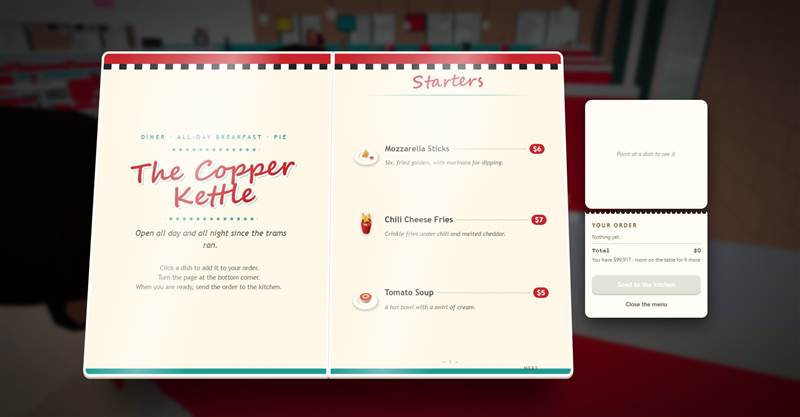 DINER · ALL-DAY BREAKFAST · PIE
The Copper
Kettle
Open all day and all night since the trams
ran.
Click a dish to add it to your order.
Turn the page at the bottom corner.
When you are ready, send the order to the kitchen.
Starters
Mozzarella Sticks $6
Six, fried golden, with marinara for dipping.
Chili Cheese Fries $7
Crinkle fries under chili and melted cheddar.
Tomato Soup $5
A hot bowl with a swirl of cream.
NEXT
Point at a dish to see it
YOUR ORDER
Nothing yet.
Total $0
You have $99,917 · room on the table for 6 more
Send to the kitchen
Close the menu